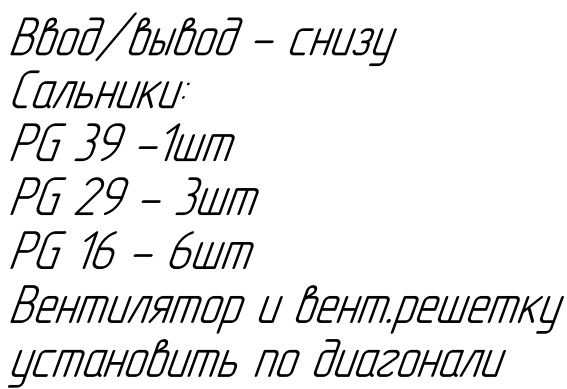 Ввод/вывод - снизу
Сальники:
PG 39 -1шт
PG 29 - 3шт
PG 16 - 6шт
Вентилятор и вент.решетку
установить по диагонали